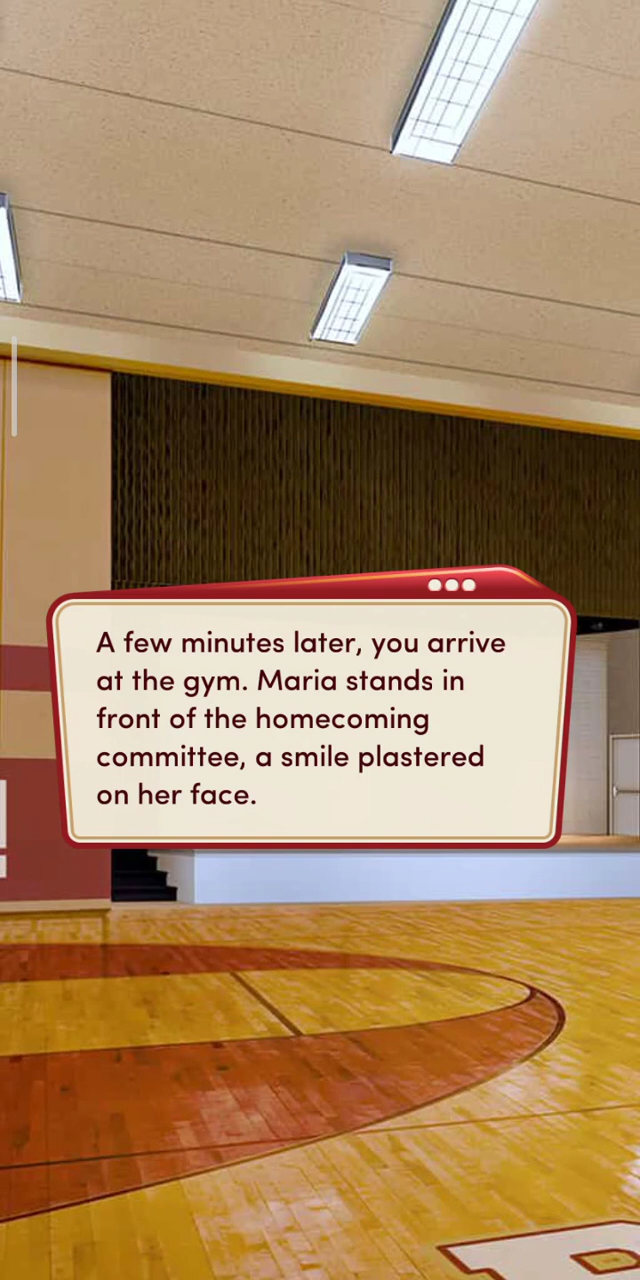 A few minutes later, you arrive
at the gym. Maria stands in
front of the homecoming
committee, a smile plastered
on her face.